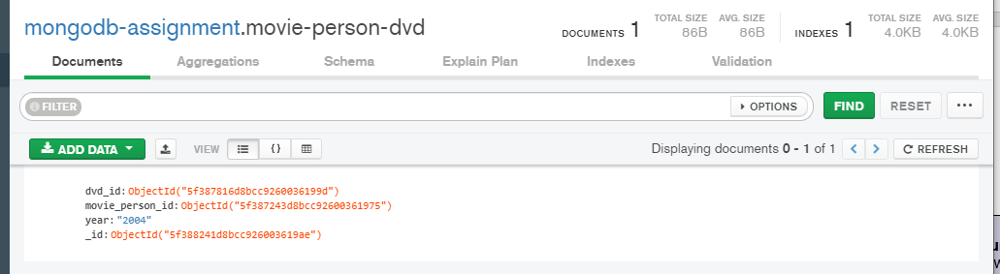 mongodb-assignment.movie-person-dvd
DOCUMENTS 1 TOTAL SIZE 86B AVG. SIZE 86B INDEXES 1 TOTAL SIZE 4.0KB AVG. SIZE 4.0KB
Documents Aggregations Schema Explain Plan Indexes Validation
FILTER OPTIONS FIND RESET ...
ADD DATA VIEW {} Displaying documents 0 - 1 of 1 < > REFRESH
dvd_id: ObjectId("5f387816d8bcc9260036199d")
movie_person_id: ObjectId("5f387243d8bcc92600361975")
year: "2004"
_id: ObjectId("5f388241d8bcc926003619ae")